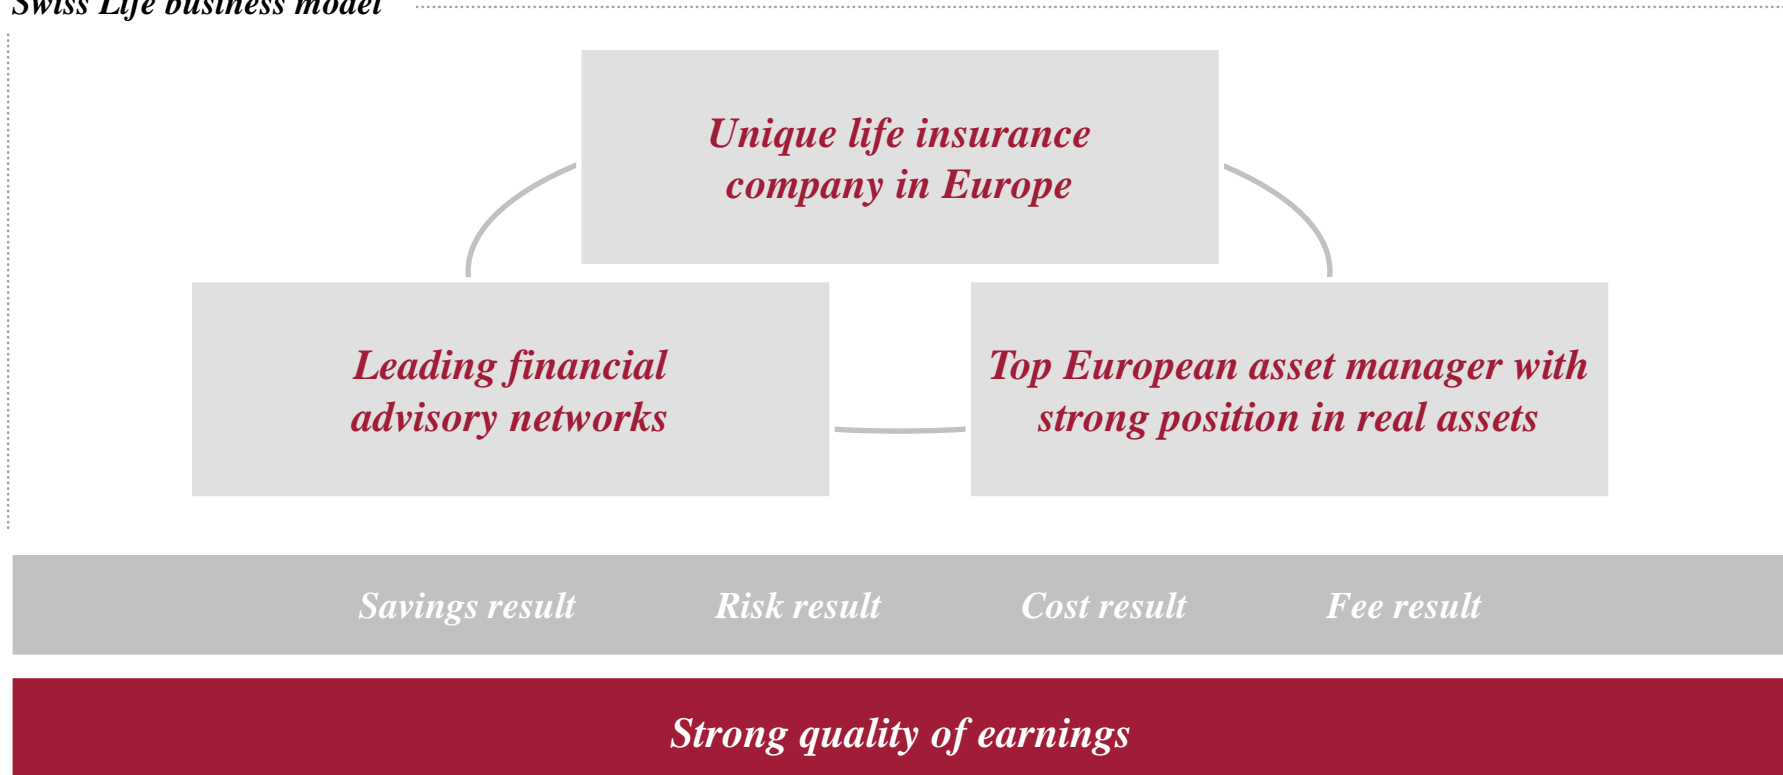 Swiss Life business model
Unique life insurance
company in Europe
Leading financial
advisory networks
Top European asset manager with
strong position in real assets
Savings result Risk result Cost result Fee result
Strong quality of earnings